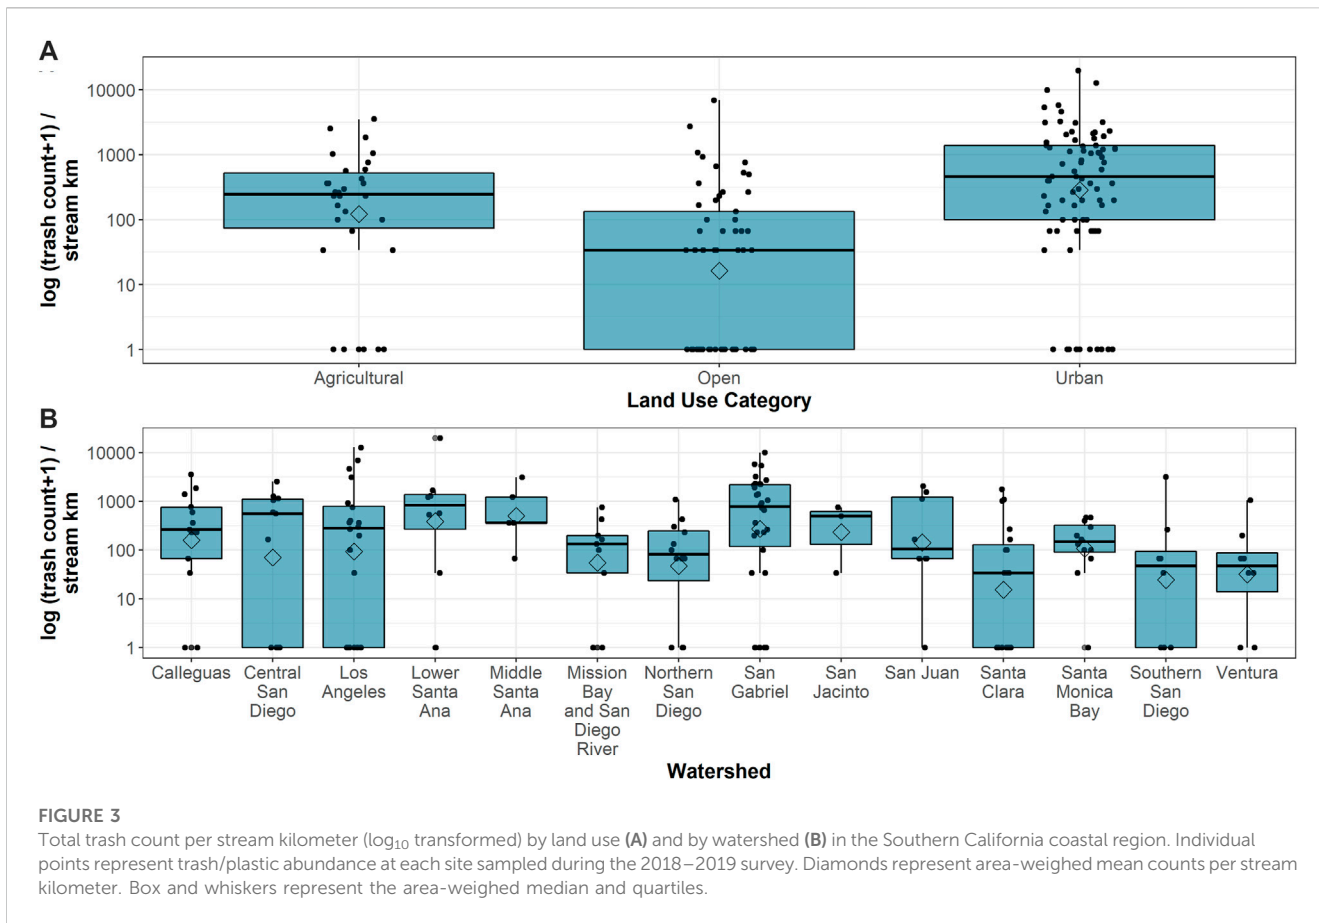 A
log (trash count+1) /
stream km
10000
1000
100
10
1
Agricultural Open Urban
Land Use Category
B
log (trash count+1) /
stream km
10000
1000
100
10
1
Calleguas Central Los Lower Middle Mission Northern San San San Juan Santa Santa Southern Ventura
San Angeles Santa Santa Bay San Gabriel Jacinto Clara Monica San
Diego Ana Ana and San Diego Bay Diego
Diego
River
Watershed
FIGURE 3
Total trash count per stream kilometer (log₁₀ transformed) by land use (A) and by watershed (B) in the Southern California coastal region. Individual
points represent trash/plastic abundance at each site sampled during the 2018–2019 survey. Diamonds represent area-weighed mean counts per stream
kilometer. Box and whiskers represent the area-weighed median and quartiles.